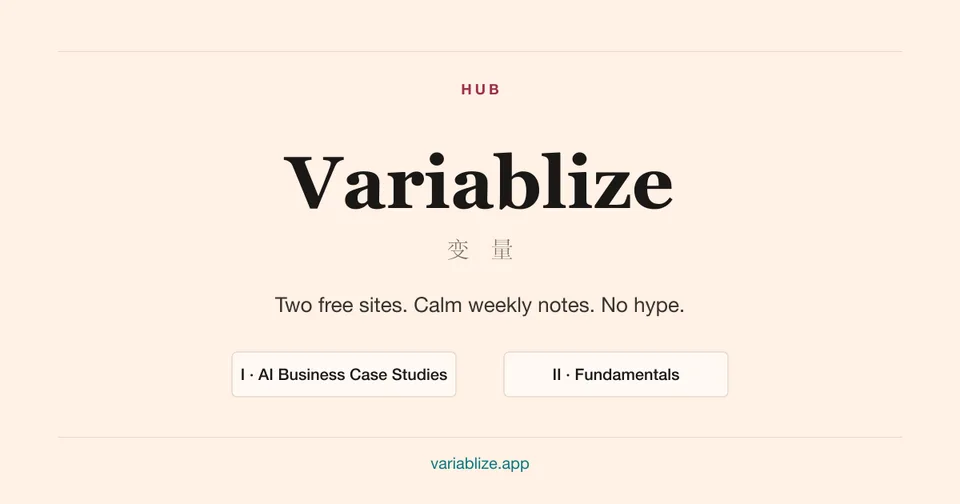 HUB
Variablize
变 量
Two free sites. Calm weekly notes. No hype.
I · AI Business Case Studies
II · Fundamentals
variablize.app